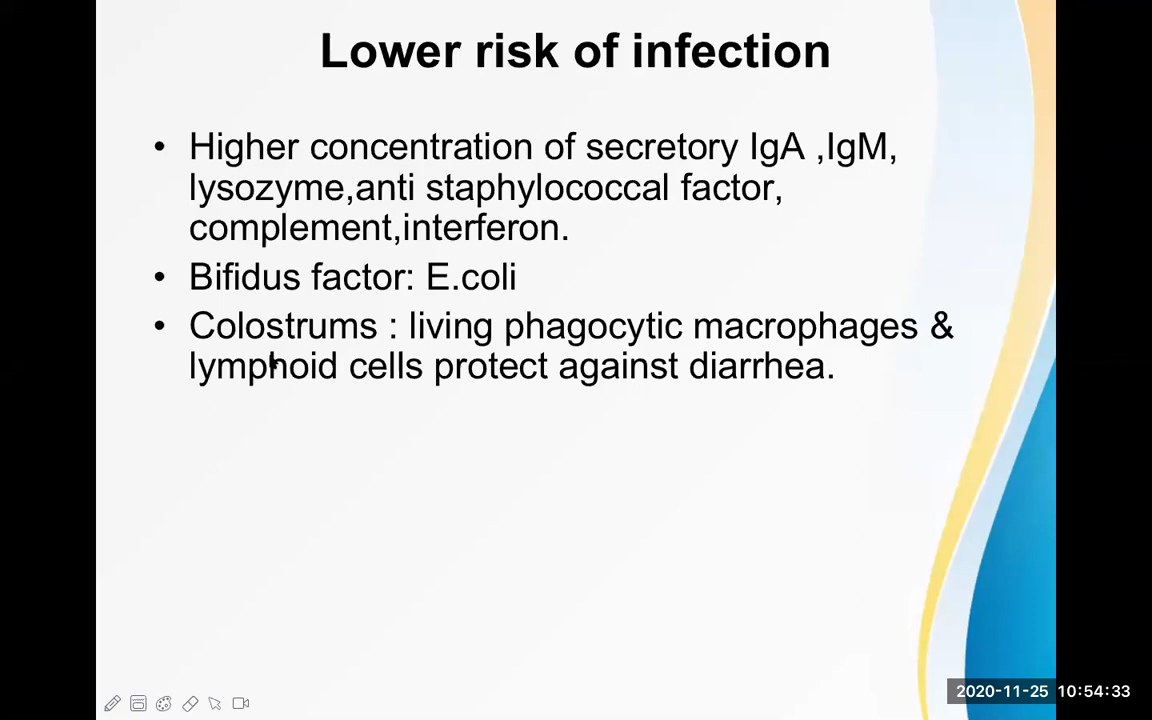 Lower risk of infection
• Higher concentration of secretory IgA ,IgM,
lysozyme,anti staphylococcal factor,
complement,interferon.
• Bifidus factor: E.coli
• Colostrums : living phagocytic macrophages &
lymphoid cells protect against diarrhea.
2020-11-25 10:54:33